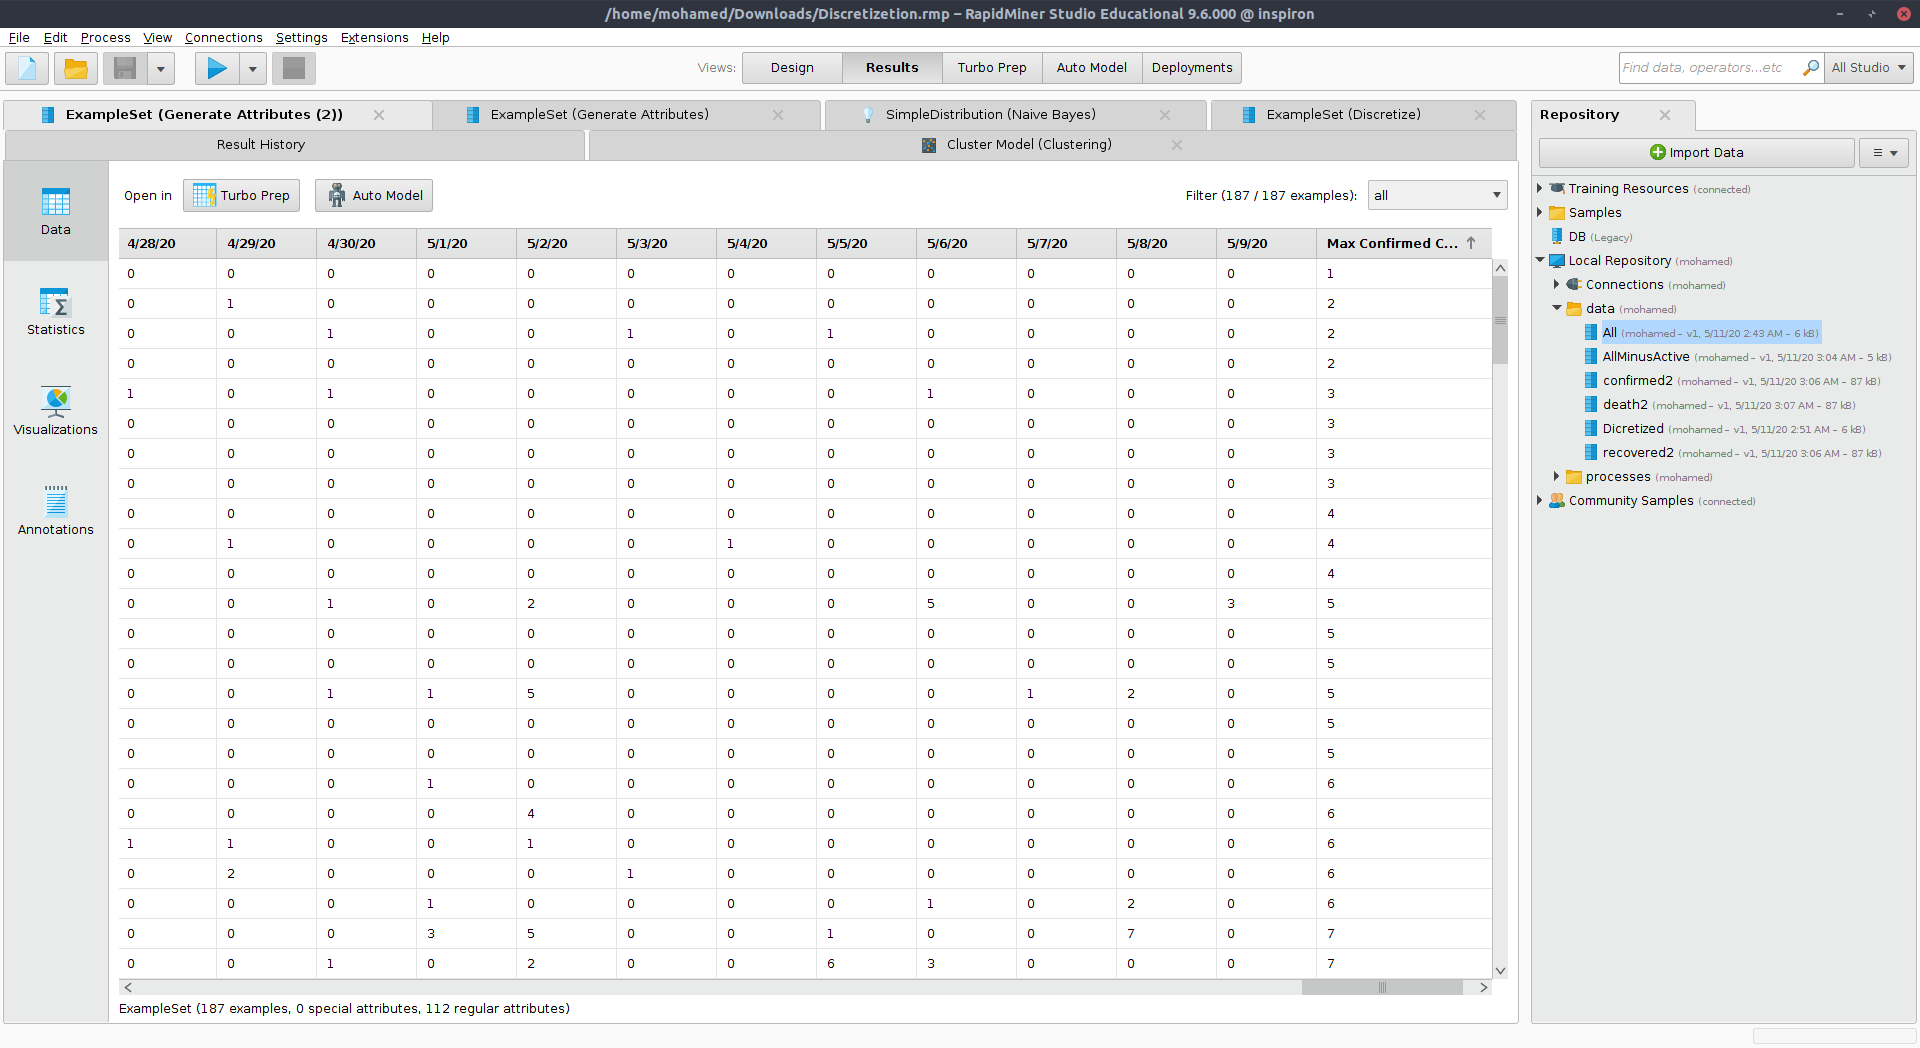 /home/mohamed/Downloads/Discretizetion.rmp – RapidMiner Studio Educational 9.6.000 @ inspiron
File Edit Process View Connections Settings Extensions Help
Views: Design Results Turbo Prep Auto Model Deployments Find data, operators...etc All Studio
ExampleSet (Generate Attributes (2)) ExampleSet (Generate Attributes) SimpleDistribution (Naive Bayes) ExampleSet (Discretize)
Result History Cluster Model (Clustering)
Data
Statistics
Visualizations
Annotations
Open in Turbo Prep Auto Model Filter (187 / 187 examples): all
4/28/20 4/29/20 4/30/20 5/1/20 5/2/20 5/3/20 5/4/20 5/5/20 5/6/20 5/7/20 5/8/20 5/9/20 Max Confirmed C...
0 0 0 0 0 0 0 0 0 0 0 0 1
0 1 0 0 0 0 0 0 0 0 0 0 2
0 0 1 0 0 1 0 1 0 0 0 0 2
0 0 0 0 0 0 0 0 0 0 0 0 2
1 0 1 0 0 0 0 0 1 0 0 0 3
0 0 0 0 0 0 0 0 0 0 0 0 3
0 0 0 0 0 0 0 0 0 0 0 0 3
0 0 0 0 0 0 0 0 0 0 0 0 3
0 0 0 0 0 0 0 0 0 0 0 0 4
0 1 0 0 0 0 1 0 0 0 0 0 4
0 0 0 0 0 0 0 0 0 0 0 0 4
0 0 1 0 2 0 0 0 5 0 0 3 5
0 0 0 0 0 0 0 0 0 0 0 0 5
0 0 0 0 0 0 0 0 0 0 0 0 5
0 0 1 1 5 0 0 0 0 1 2 0 5
0 0 0 0 0 0 0 0 0 0 0 0 5
0 0 0 0 0 0 0 0 0 0 0 0 5
0 0 0 1 0 0 0 0 0 0 0 0 6
0 0 0 0 4 0 0 0 0 0 0 0 6
1 1 0 0 1 0 0 0 0 0 0 0 6
0 2 0 0 0 1 0 0 0 0 0 0 6
0 0 0 1 0 0 0 0 1 0 2 0 6
0 0 0 3 5 0 0 1 0 0 7 0 7
0 0 1 0 2 0 0 6 3 0 0 0 7
ExampleSet (187 examples, 0 special attributes, 112 regular attributes)
Repository
Import Data
Training Resources (connected)
Samples
DB (Legacy)
Local Repository (mohamed)
Connections (mohamed)
data (mohamed)
All (mohamed – v1, 5/11/20 2:43 AM – 6 kB)
AllMinusActive (mohamed – v1, 5/11/20 3:04 AM – 5 kB)
confirmed2 (mohamed – v1, 5/11/20 3:06 AM – 87 kB)
death2 (mohamed – v1, 5/11/20 3:07 AM – 87 kB)
Dicretized (mohamed – v1, 5/11/20 2:51 AM – 6 kB)
recovered2 (mohamed – v1, 5/11/20 3:06 AM – 87 kB)
processes (mohamed)
Community Samples (connected)